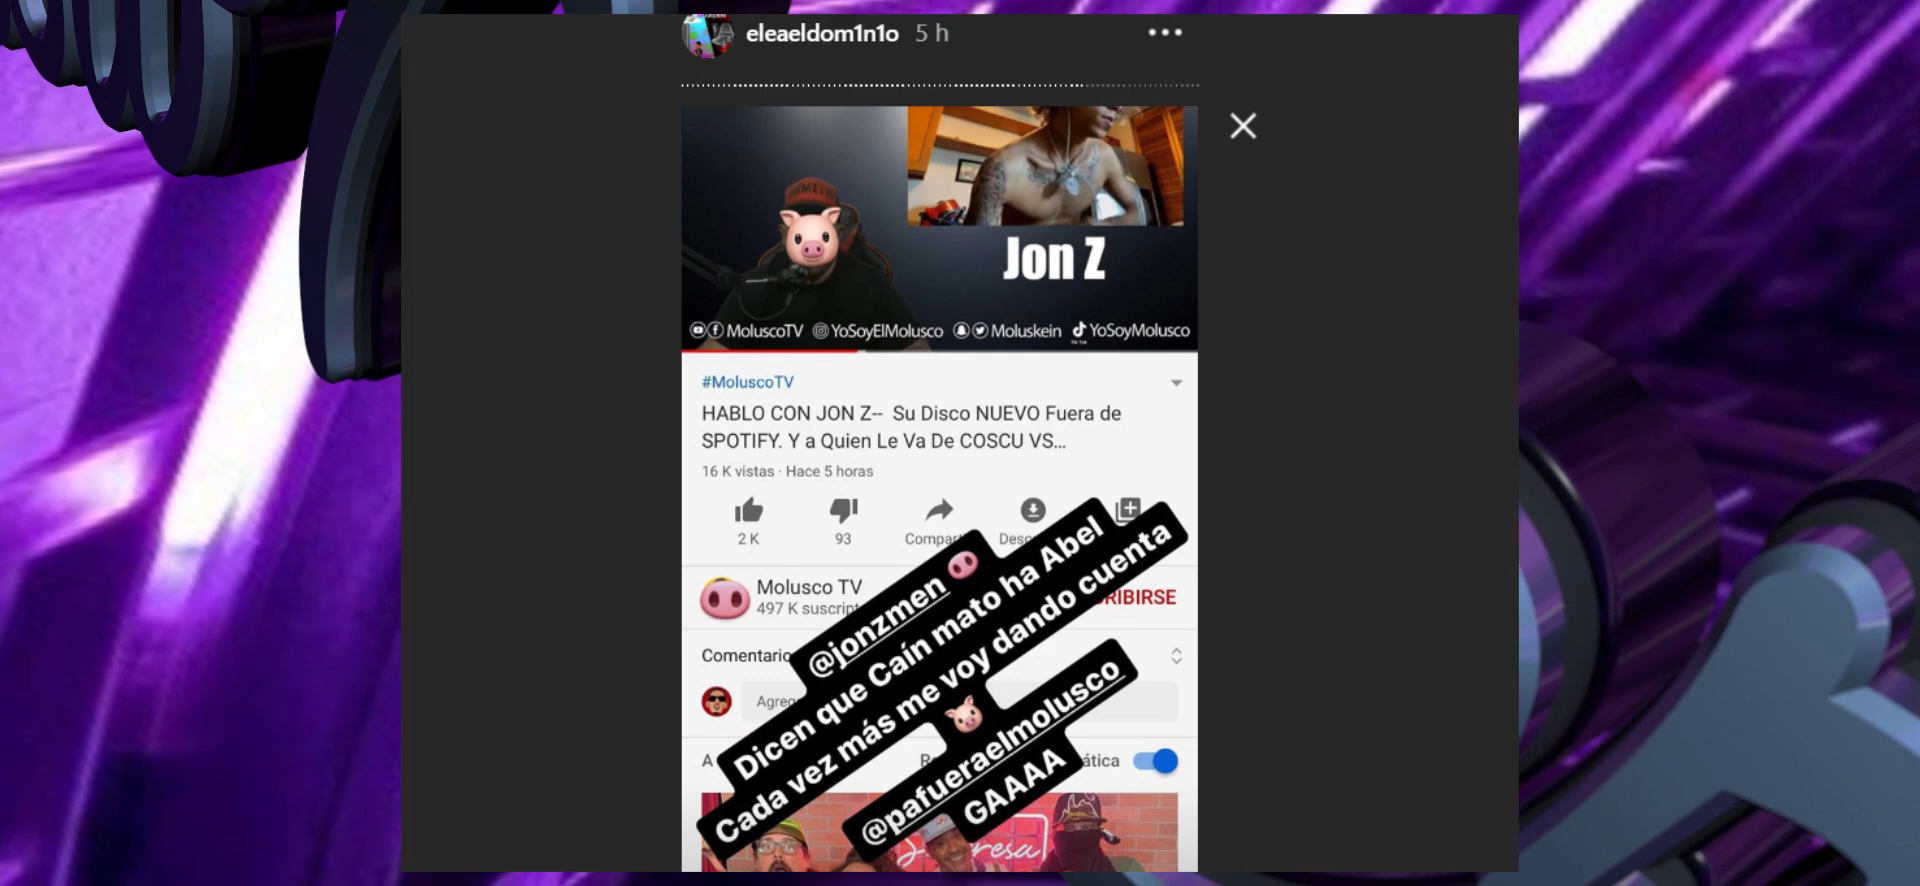 eleaeldom1n1o 5 h
Jon Z
MoluscoTV YoSoyElMolusco Moluskein YoSoyMolusco
#MoluscoTV
HABLO CON JON Z-- Su Disco NUEVO Fuera de
SPOTIFY. Y a Quien Le Va De COSCU VS...
16 K vistas · Hace 5 horas
2 K 93
Molusco TV
@jonzmen
Dicen que Caín mato ha Abel
Cada vez más me voy dando cuenta
@pafueraelmolusco
GAAAA